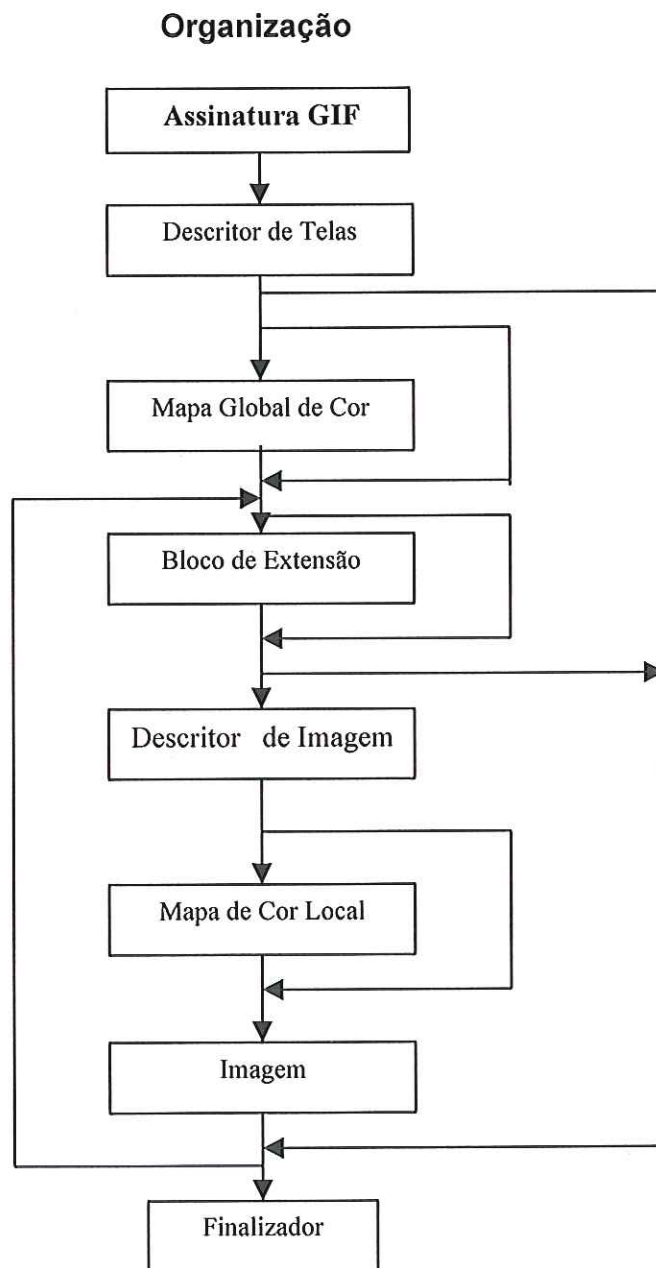 Organização
Assinatura GIF
Descritor de Telas
Mapa Global de Cor
Bloco de Extensão
Descritor de Imagem
Mapa de Cor Local
Imagem
Finalizador